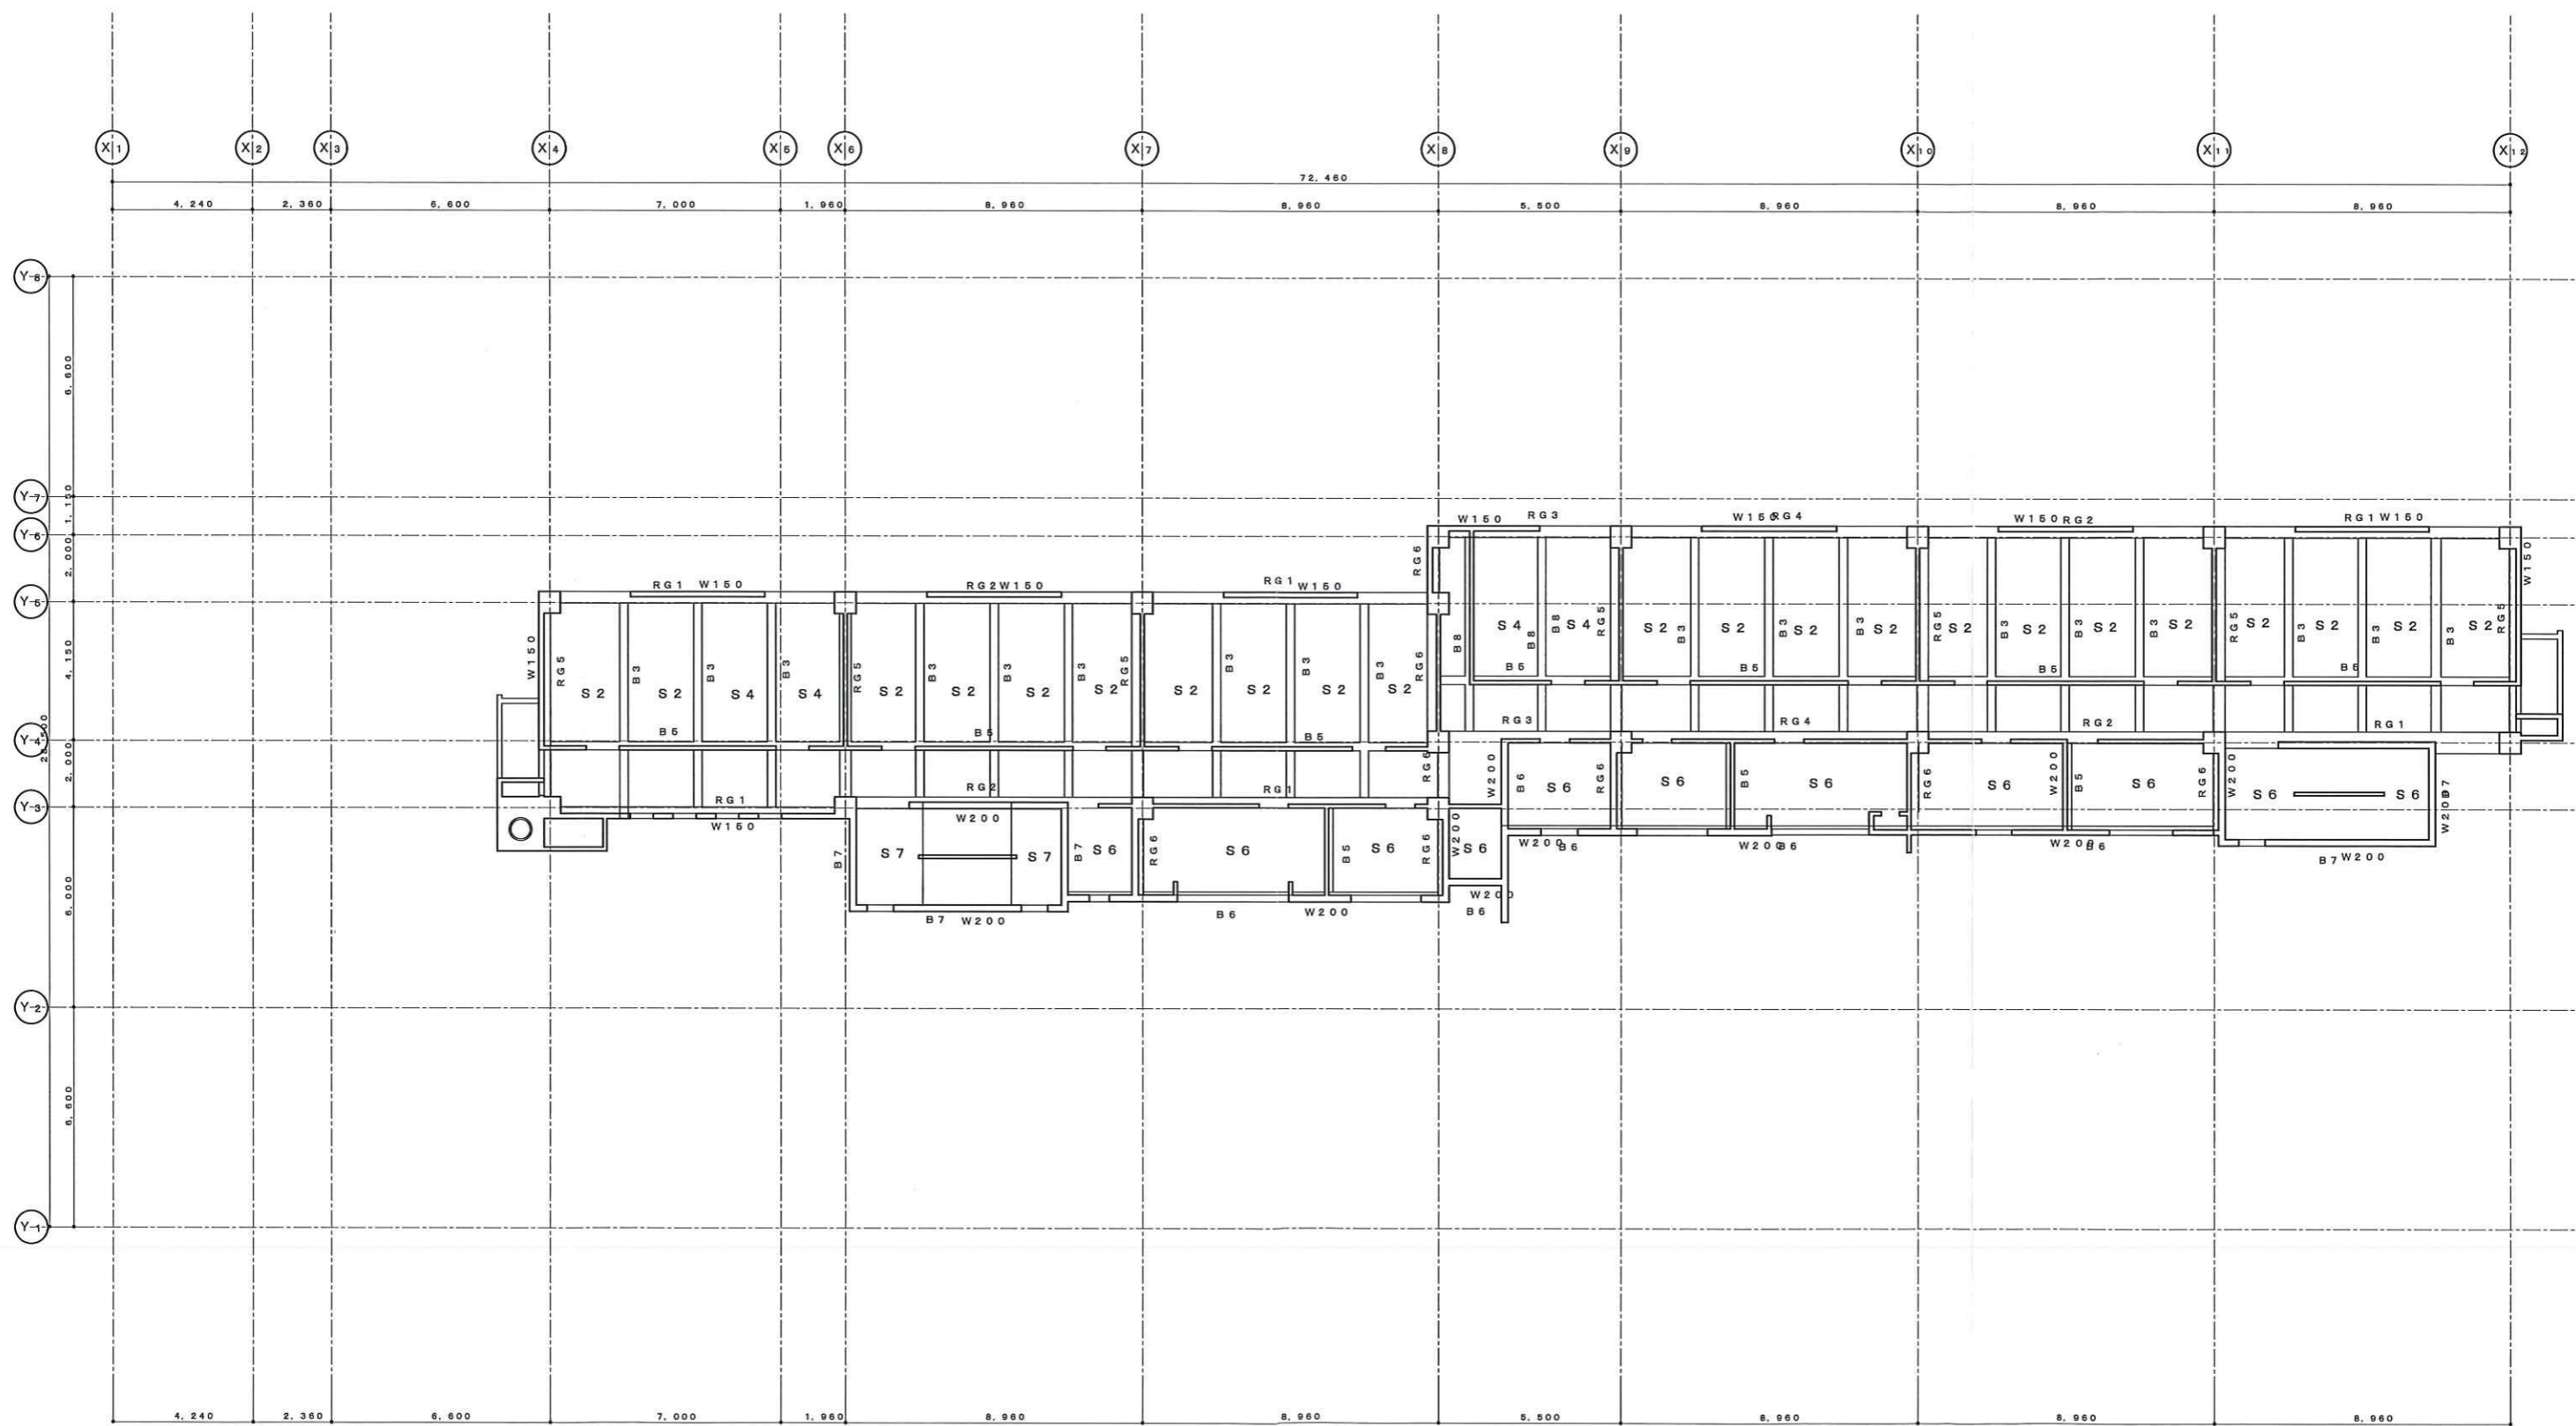 X1 X2 X3 X4 X5 X6 X7 X8 X9 X10 X11 X12
72,460
4,240 2,360 6,600 7,000 1,960 8,960 8,960 5,500 8,960 8,960 8,960
Y8
6,600
Y7
1,150
Y6
2,000
Y5
4,150
Y4
2,000
Y3
6,000
Y2
6,600
Y1
W150 RG3 W150 RG4 W150 RG2 RG1 W150
RG6 W150
RG1 W150 RG2 W150 RG1 W150
B8 S4 B8 B8 S4 RG5 S2 B3 S2 B3 S2 B3 S2 RG5 S2 B3 S2 B3 S2 B3 S2 RG5 S2 B3 S2 B3 S2 B3 S2 RG5
B5 B5 B5 B5
W150 RG5 S2 B3 S2 B3 S4 B3 S4 RG5 S2 B3 S2 B3 S2 B3 S2 RG5 S2 B3 S2 B3 S2 B3 S2 RG6
B5 B5 B5
RG3 RG4 RG2 RG1
RG6 W200 B6 S6 RG6 S6 B5 S6 RG6 S6 W200 B5 S6 RG6 W200 S6 S6 W200
RG1 RG2 RG1
W150 W200
B7 S7 S7 B7 S6 RG6 S6 B5 S6 RG6 W200 S6
W200 B6 W200 B6 W200 B6 B7 W200
B7 W200 B6 W200 W200
B6
4,240 2,360 6,600 7,000 1,960 8,960 8,960 5,500 8,960 8,960 8,960